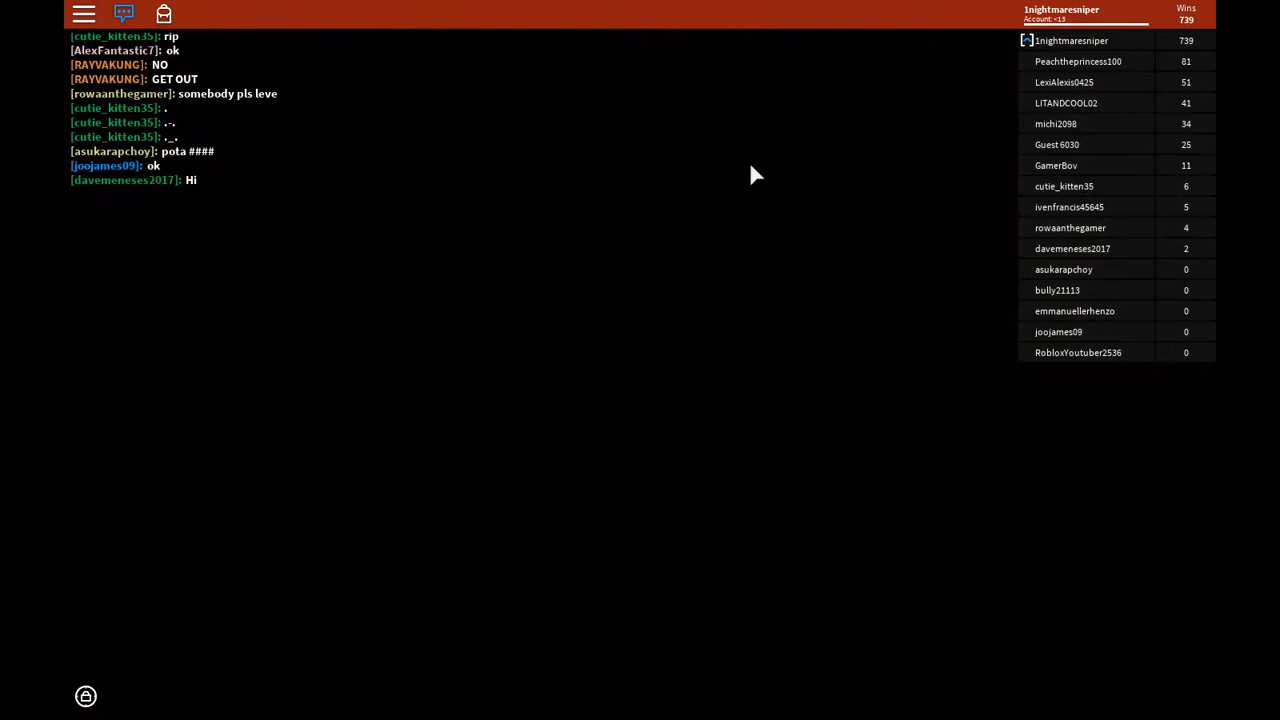 1nightmaresniper
Account: <13
Wins
739
[cutie_kitten35]: rip
[AlexFantastic7]: ok
[RAYVAKUNG]: NO
[RAYVAKUNG]: GET OUT
[rowaanthegamer]: somebody pls leve
[cutie_kitten35]: .
[cutie_kitten35]: .-.
[cutie_kitten35]: ._.
[asukarapchoy]: pota ####
[joojames09]: ok
[davemeneses2017]: Hi
1nightmaresniper 739
Peachtheprincess100 81
LexiAlexis0425 51
LITANDCOOL02 41
michi2098 34
Guest 6030 25
GamerBov 11
cutie_kitten35 6
ivenfrancis45645 5
rowaanthegamer 4
davemeneses2017 2
asukarapchoy 0
bully21113 0
emmanuellerhenzo 0
joojames09 0
RobloxYoutuber2536 0